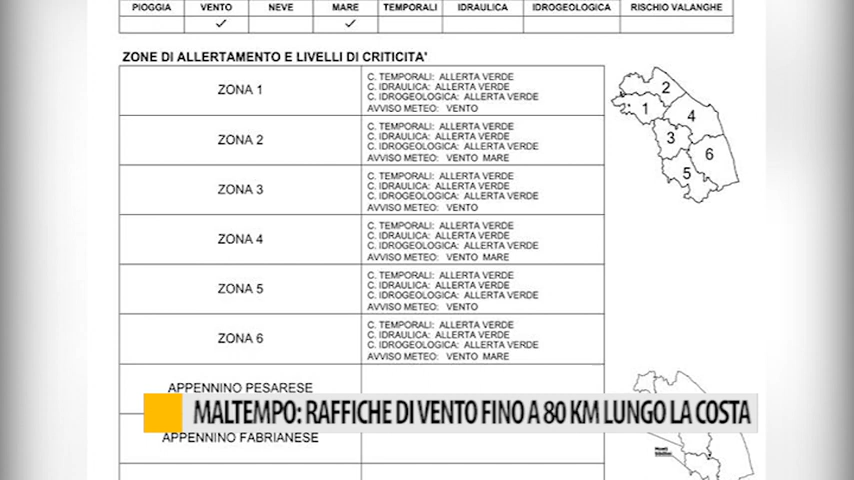 PIOGGIA VENTO NEVE MARE TEMPORALI IDRAULICA IDROGEOLOGICA RISCHIO VALANGHE
ZONE DI ALLERTAMENTO E LIVELLI DI CRITICITA'
ZONA 1
C. TEMPORALI: ALLERTA VERDE
C. IDRAULICA: ALLERTA VERDE
C. IDROGEOLOGICA: ALLERTA VERDE
AVVISO METEO: VENTO
ZONA 2
C. TEMPORALI: ALLERTA VERDE
C. IDRAULICA: ALLERTA VERDE
C. IDROGEOLOGICA: ALLERTA VERDE
AVVISO METEO: VENTO MARE
ZONA 3
C. TEMPORALI: ALLERTA VERDE
C. IDRAULICA: ALLERTA VERDE
C. IDROGEOLOGICA: ALLERTA VERDE
AVVISO METEO: VENTO
ZONA 4
C. TEMPORALI: ALLERTA VERDE
C. IDRAULICA: ALLERTA VERDE
C. IDROGEOLOGICA: ALLERTA VERDE
AVVISO METEO: VENTO MARE
ZONA 5
C. TEMPORALI: ALLERTA VERDE
C. IDRAULICA: ALLERTA VERDE
C. IDROGEOLOGICA: ALLERTA VERDE
AVVISO METEO: VENTO
ZONA 6
C. TEMPORALI: ALLERTA VERDE
C. IDRAULICA: ALLERTA VERDE
C. IDROGEOLOGICA: ALLERTA VERDE
AVVISO METEO: VENTO MARE
2
1
4
3
6
5
APPENNINO PESARESE
MALTEMPO: RAFFICHE DI VENTO FINO A 80 KM LUNGO LA COSTA
APPENNINO FABRIANESE